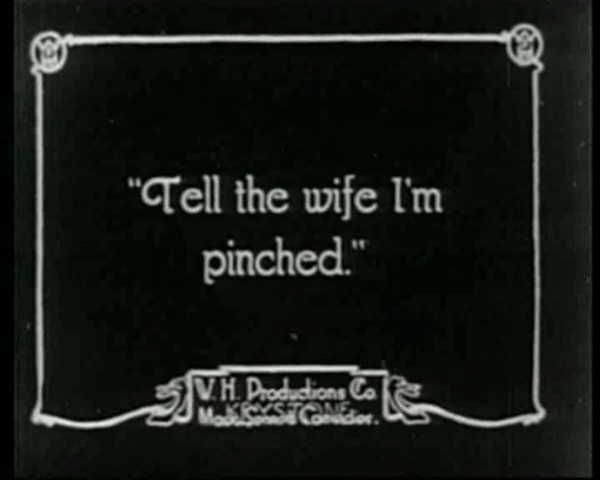 “Tell the wife I'm
pinched.”
W. H. Productions Co.